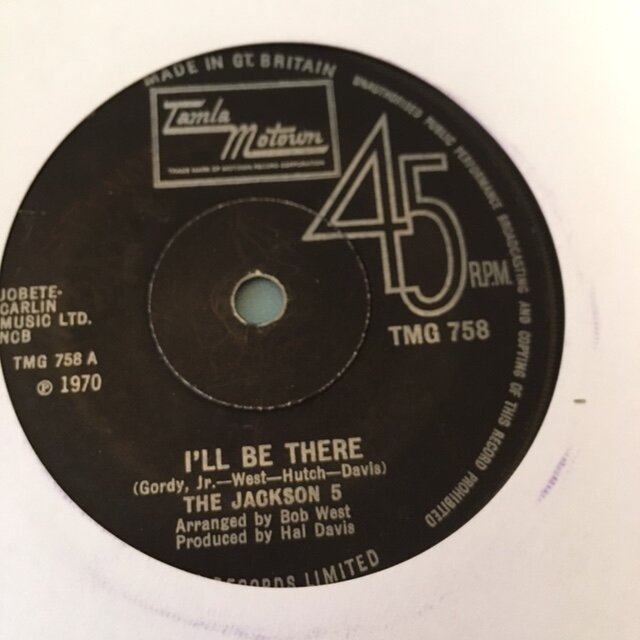 MADE IN GT. BRITAIN
UNAUTHORISED PUBLIC PERFORMANCE BROADCASTING AND COPYING OF THIS RECORD PROHIBITED
Tamla
Motown
TRADE MARK OF MOTOWN RECORD CORPORATION
45
R.P.M.
TMG 758
JOBETE-
CARLIN
MUSIC LTD.
NCB
TMG 758 A
℗ 1970
I'LL BE THERE
(Gordy, Jr.—West—Hutch—Davis)
THE JACKSON 5
Arranged by Bob West
Produced by Hal Davis
RECORDS LIMITED